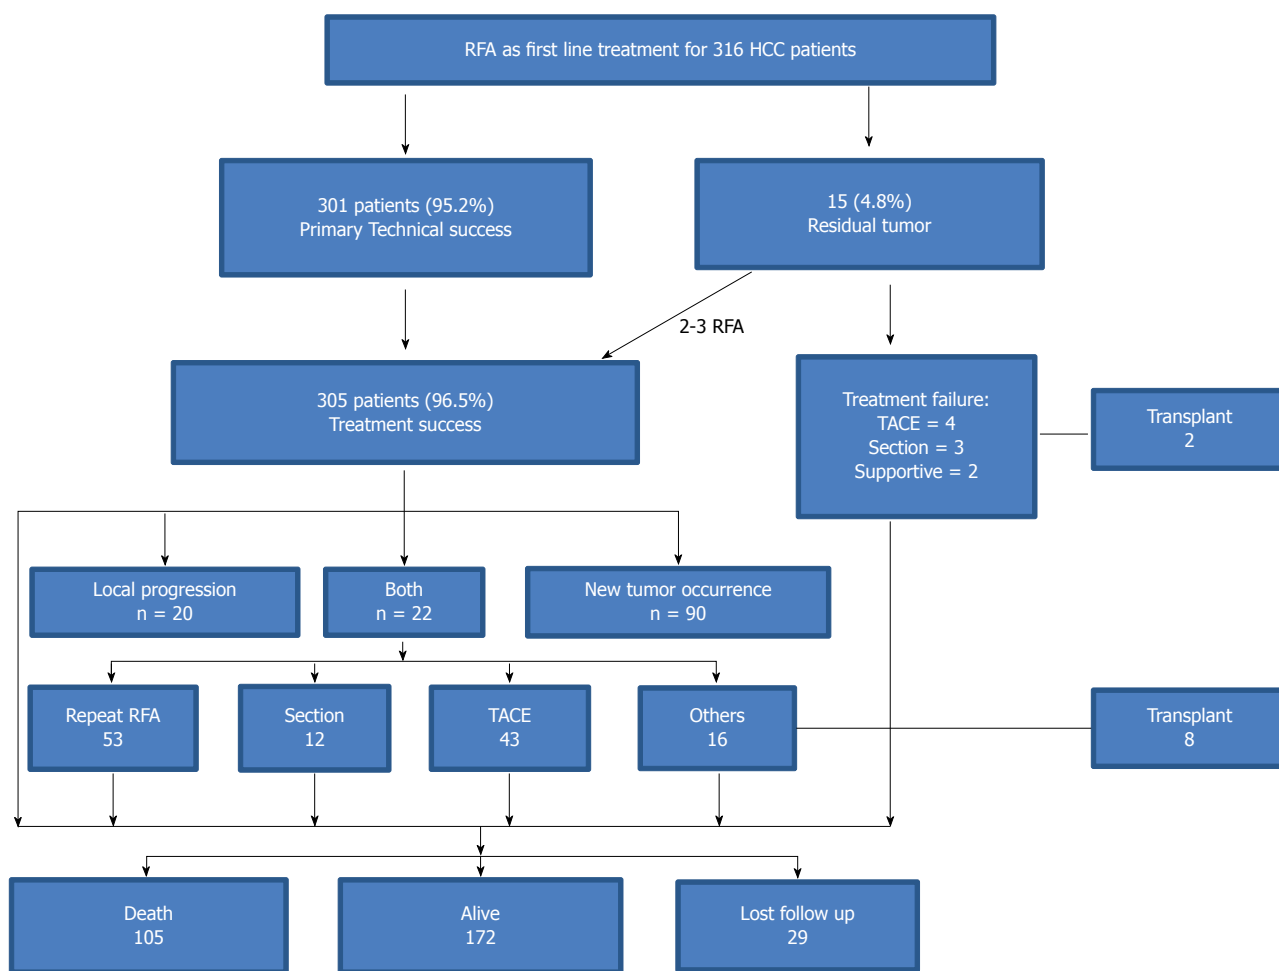 RFA as first line treatment for 316 HCC patients
301 patients (95.2%)
Primary Technical success
15 (4.8%)
Residual tumor
2-3 RFA
305 patients (96.5%)
Treatment success
Treatment failure:
TACE = 4
Section = 3
Supportive = 2
Transplant
2
Local progression
n = 20
Both
n = 22
New tumor occurrence
n = 90
Repeat RFA
53
Section
12
TACE
43
Others
16
Transplant
8
Death
105
Alive
172
Lost follow up
29